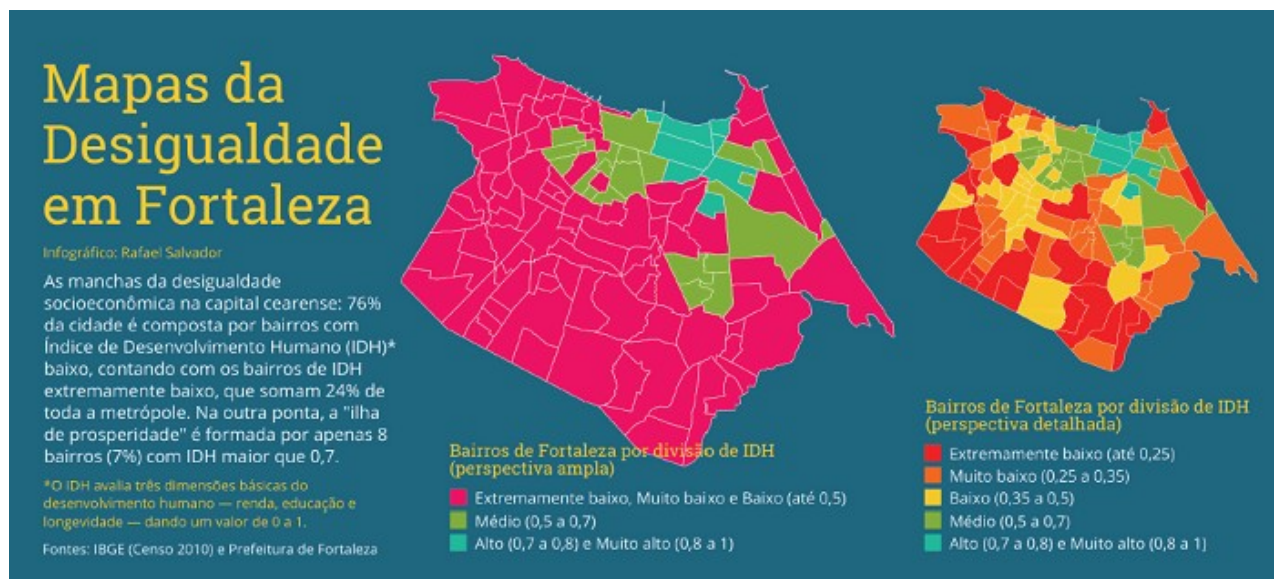 Mapas da
Desigualdade
em Fortaleza
Infográfico: Rafael Salvador
As manchas da desigualdade
socioeconômica na capital cearense: 76%
da cidade é composta por bairros com
Índice de Desenvolvimento Humano (IDH)*
baixo, contando com os bairros de IDH
extremamente baixo, que somam 24% de
toda a metrópole. Na outra ponta, a "ilha
de prosperidade" é formada por apenas 8
bairros (7%) com IDH maior que 0,7.
*O IDH avalia três dimensões básicas do
desenvolvimento humano — renda, educação e
longevidade — dando um valor de 0 a 1.
Fontes: IBGE (Censo 2010) e Prefeitura de Fortaleza
Bairros de Fortaleza por divisão de IDH
(perspectiva ampla)
Extremamente baixo, Muito baixo e Baixo (até 0,5)
Médio (0,5 a 0,7)
Alto (0,7 a 0,8) e Muito alto (0,8 a 1)
Bairros de Fortaleza por divisão de IDH
(perspectiva detalhada)
Extremamente baixo (até 0,25)
Muito baixo (0,25 a 0,35)
Baixo (0,35 a 0,5)
Médio (0,5 a 0,7)
Alto (0,7 a 0,8) e Muito alto (0,8 a 1)